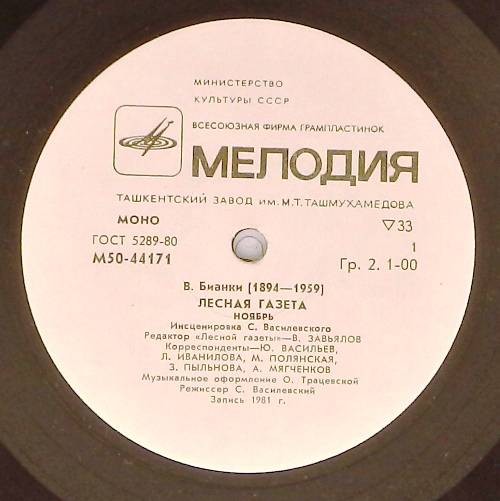 МИНИСТЕРСТВО
КУЛЬТУРЫ СССР
ВСЕСОЮЗНАЯ ФИРМА ГРАМПЛАСТИНОК
МЕЛОДИЯ
ТАШКЕНТСКИЙ ЗАВОД ИМ. М.Т.ТАШМУХАМЕДОВА
МОНО ▽33
ГОСТ 5289-80 1
М50-44171 Гр. 2. 1-00
В. Бианки (1894—1959)
ЛЕСНАЯ ГАЗЕТА
НОЯБРЬ
Инсценировка С. Василевского
Редактор «Лесной газеты»—В. ЗАВЬЯЛОВ
Корреспонденты—Ю. ВАСИЛЬЕВ,
Л. ИВАНИЛОВА, М. ПОЛЯНСКАЯ,
З. ПЫЛЬНОВА, А. МЯГЧЕНКОВ
Музыкальное оформление О. Трацевской
Режиссер С. Василевский
Запись 1981 г.